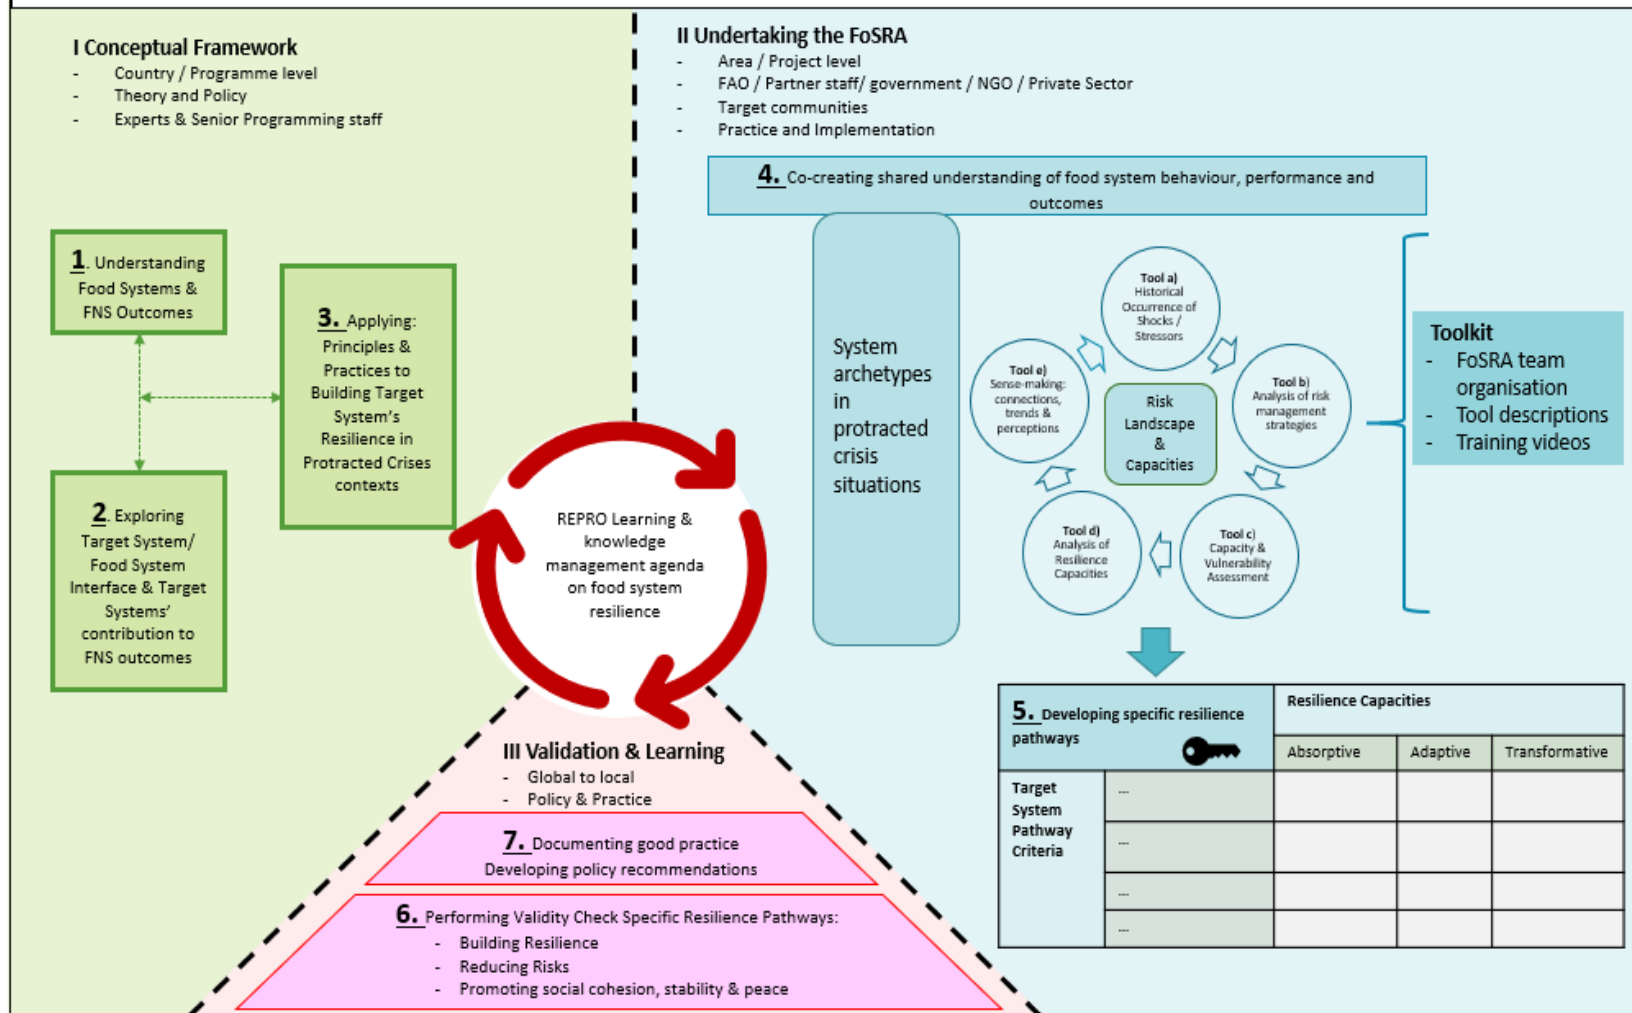 I Conceptual Framework
- Country / Programme level
- Theory and Policy
- Experts & Senior Programming staff
1. Understanding
Food Systems &
FNS Outcomes
2. Exploring
Target System/
Food System
Interface & Target
Systems'
contribution to
FNS outcomes
3. Applying:
Principles &
Practices to
Building Target
System's
Resilience in
Protracted Crises
contexts
II Undertaking the FoSRA
- Area / Project level
- FAO / Partner staff/ government / NGO / Private Sector
- Target communities
- Practice and Implementation
4. Co-creating shared understanding of food system behaviour, performance and
outcomes
System
archetypes
in
protracted
crisis
situations
Tool a)
Historical
Occurrence of
Shocks /
Stressors
Tool b)
Analysis of risk
management
strategies
Tool c)
Capacity &
Vulnerability
Assessment
Tool d)
Analysis of
Resilience
Capacities
Tool e)
Sense-making:
connections,
trends &
perceptions
Risk
Landscape
&
Capacities
Toolkit
- FoSRA team
organisation
- Tool descriptions
- Training videos
REPRO Learning &
knowledge
management agenda
on food system
resilience
5. Developing specific resilience
pathways
Resilience Capacities
Absorptive
Adaptive
Transformative
Target
System
Pathway
Criteria
...
...
...
...
III Validation & Learning
- Global to local
- Policy & Practice
7. Documenting good practice
Developing policy recommendations
6. Performing Validity Check Specific Resilience Pathways:
- Building Resilience
- Reducing Risks
- Promoting social cohesion, stability & peace